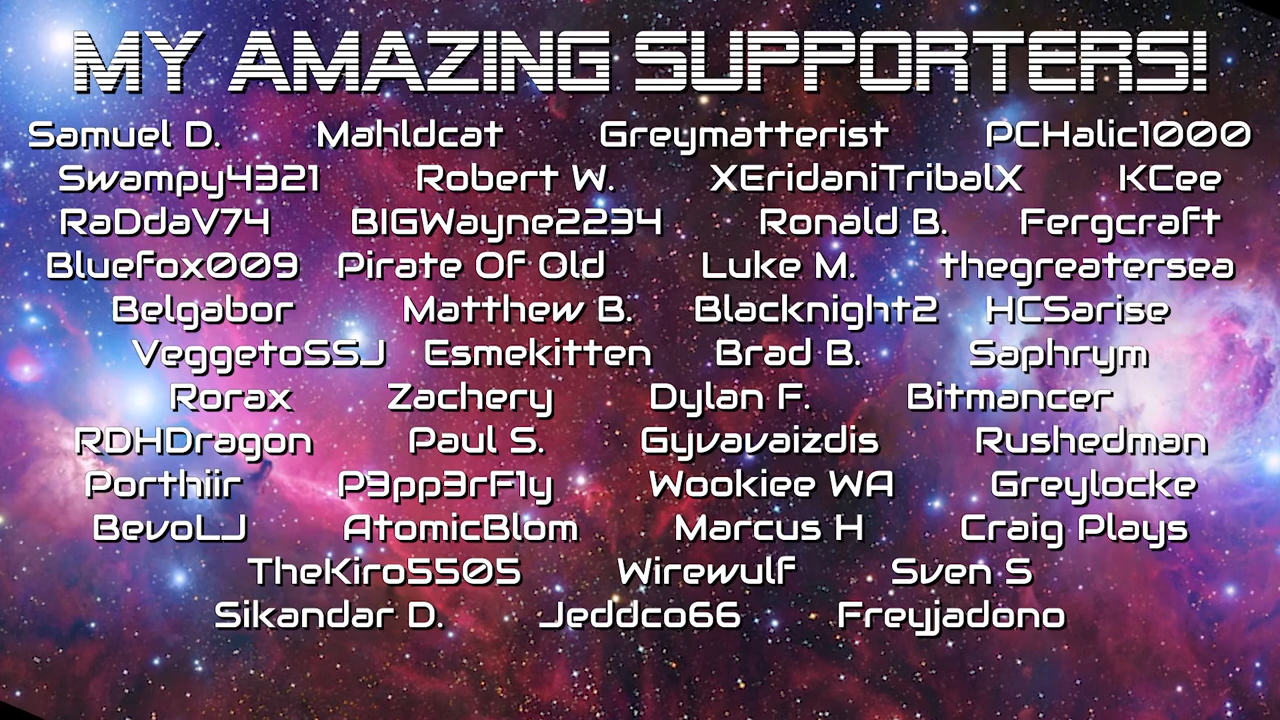 MY AMAZING SUPPORTERS!
Samuel D. Mahldcat Greymatterist PCHalic1000
Swampy4321 Robert W. XEridaniTribalX KCee
RaDdaV74 BIGWayne2234 Ronald B. Fergcraft
Bluefox009 Pirate Of Old Luke M. thegreatersea
Belgabor Matthew B. Blacknight2 HCSarise
VeggetoSSJ Esmekitten Brad B. Saphrym
Rorax Zachery Dylan F. Bitmancer
RDHDragon Paul S. Gyvavaizdis Rushedman
Porthiir P3pp3rF1y Wookiee WA Greylocke
BevoLJ AtomicBlom Marcus H Craig Plays
TheKiro5505 Wirewulf Sven S
Sikandar D. Jeddco66 Freyjadono